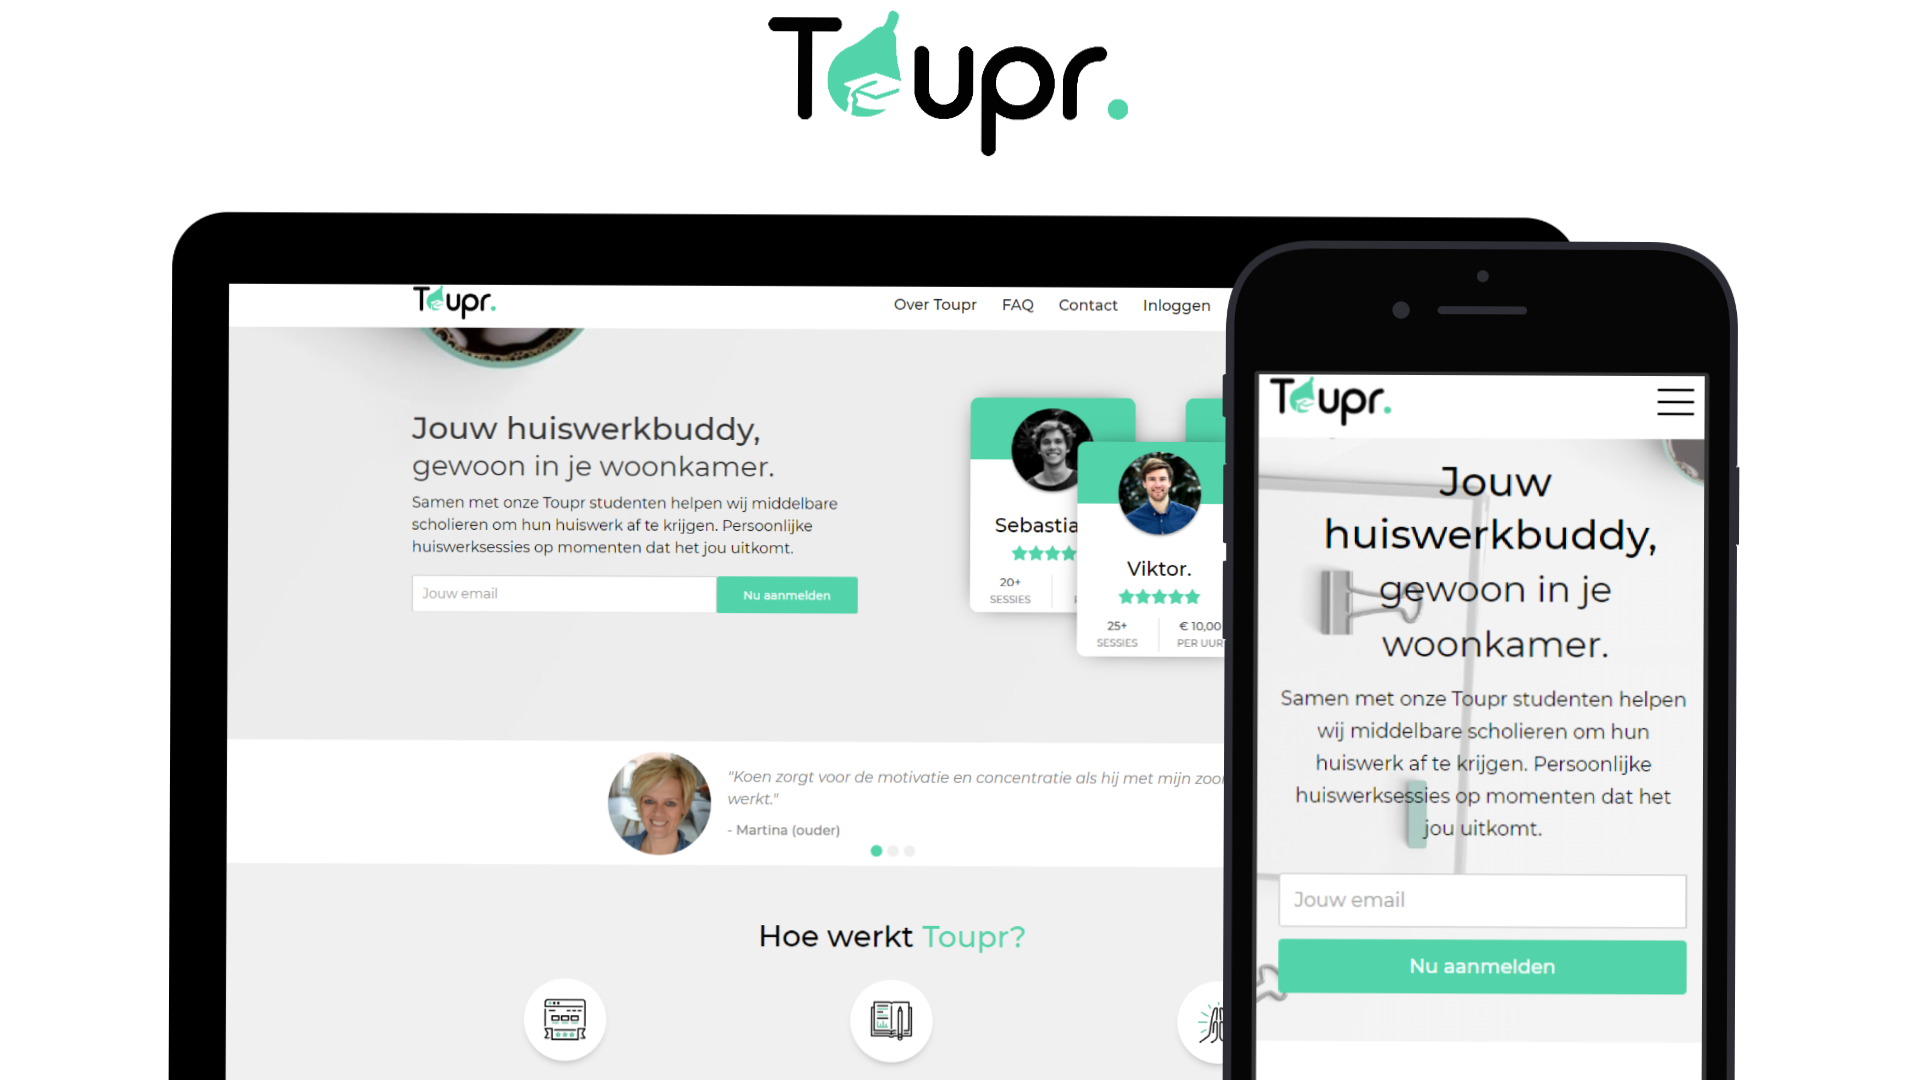 Toupr.
Toupr.
Over Toupr FAQ Contact Inloggen
Jouw huiswerkbuddy,
gewoon in je woonkamer.
Samen met onze Toupr studenten helpen wij middelbare
scholieren om hun huiswerk af te krijgen. Persoonlijke
huiswerksessies op momenten dat het jou uitkomt.
Jouw email
Nu aanmelden
Sebastia
20+
SESSIES
Viktor.
25+
SESSIES
€ 10,00
PER UUR
"Koen zorgt voor de motivatie en concentratie als hij met mijn zoon
werkt."
- Martina (ouder)
Hoe werkt Toupr?
Toupr.
Jouw
huiswerkbuddy,
gewoon in je
woonkamer.
Samen met onze Toupr studenten helpen
wij middelbare scholieren om hun
huiswerk af te krijgen. Persoonlijke
huiswerksessies op momenten dat het
jou uitkomt.
Jouw email
Nu aanmelden